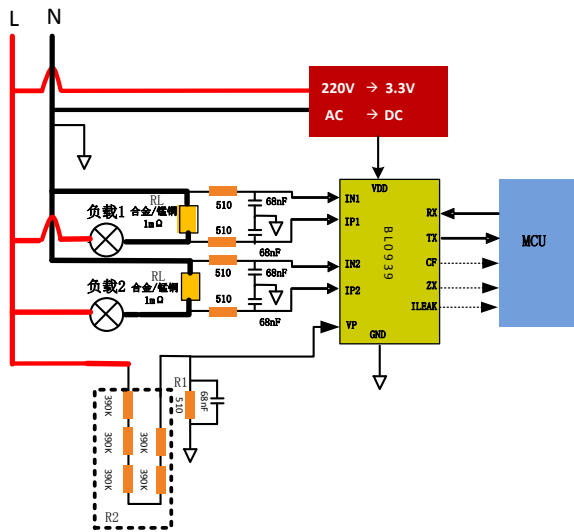 L N
220V → 3.3V
AC → DC
负载1
RL
合金/锰铜
1mΩ
510
68nF
510
68nF
负载2
RL
合金/锰铜
1mΩ
510
68nF
510
68nF
VDD
IN1
IP1
IN2
IP2
VP
GND
BL0939
RX
TX
CF
ZX
ILEAK
MCU
R1
510
68nF
390K
390K
390K
390K
390K
R2